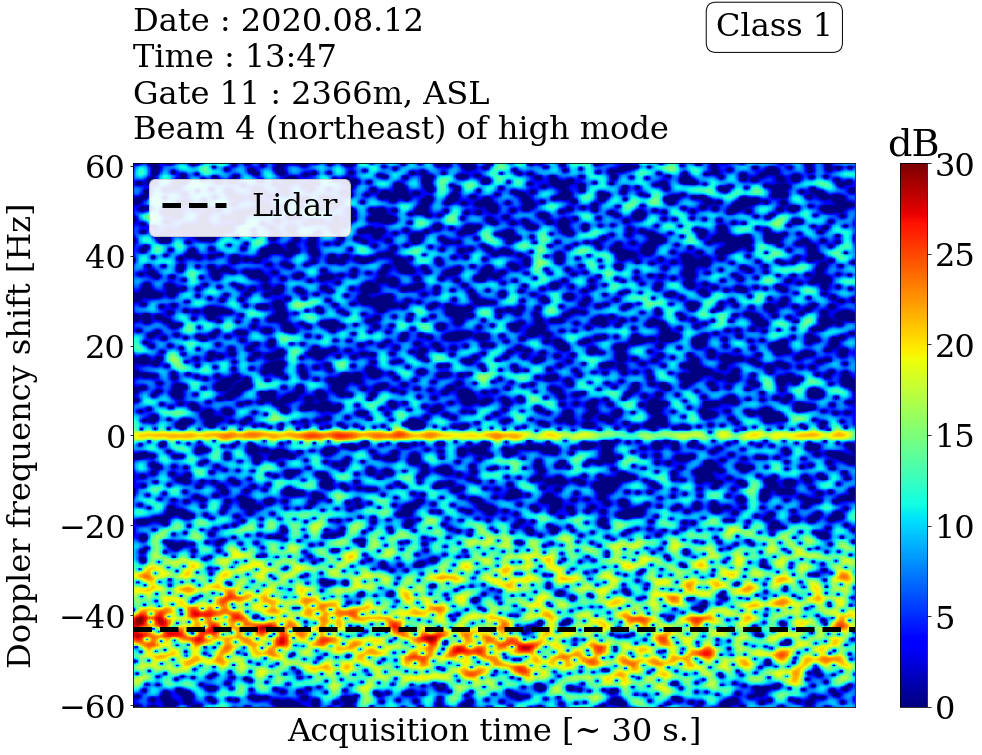 Date : 2020.08.12
Time : 13:47
Gate 11 : 2366m, ASL
Beam 4 (northeast) of high mode
Class 1
dB
Lidar
Doppler frequency shift [Hz]
60
40
20
0
−20
−40
−60
Acquisition time [~ 30 s.]
30
25
20
15
10
5
0